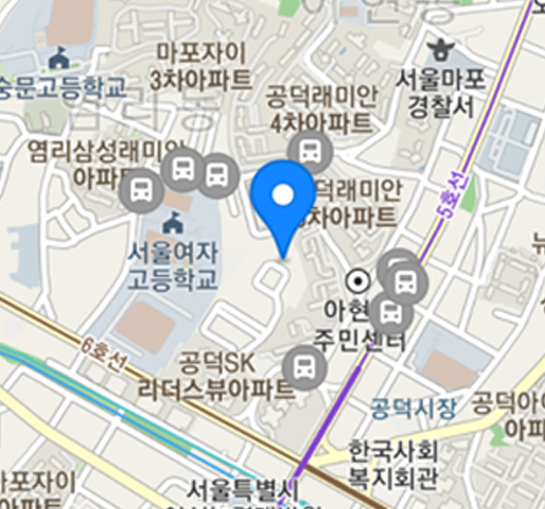 마포자이
3차아파트
숭문고등학교
공덕래미안
4차아파트
서울마포
경찰서
염리삼성래미안
아파
덕래미안
차아파트
5호선
서울여자
고등학교
아현
주민센터
6호선
공덕SK
리더스뷰아파트
공덕시장
공덕아이
아파
한국사회
복지회관
마포자이
아파트
서울특별시